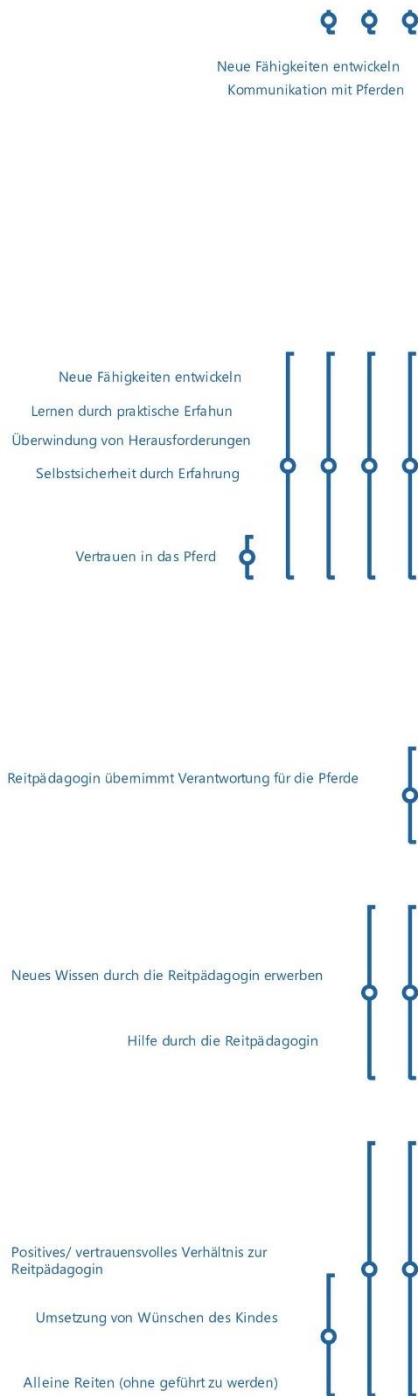 Neue Fähigkeiten entwickeln
Kommunikation mit Pferden
Neue Fähigkeiten entwickeln
Lernen durch praktische Erfahun
Überwindung von Herausforderungen
Selbstsicherheit durch Erfahrung
Vertrauen in das Pferd
Reitpädagogin übernimmt Verantwortung für die Pferde
Neues Wissen durch die Reitpädagogin erwerben
Hilfe durch die Reitpädagogin
Positives/ vertrauensvolles Verhältnis zur
Reitpädagogin
Umsetzung von Wünschen des Kindes
Alleine Reiten (ohne geführt zu werden)